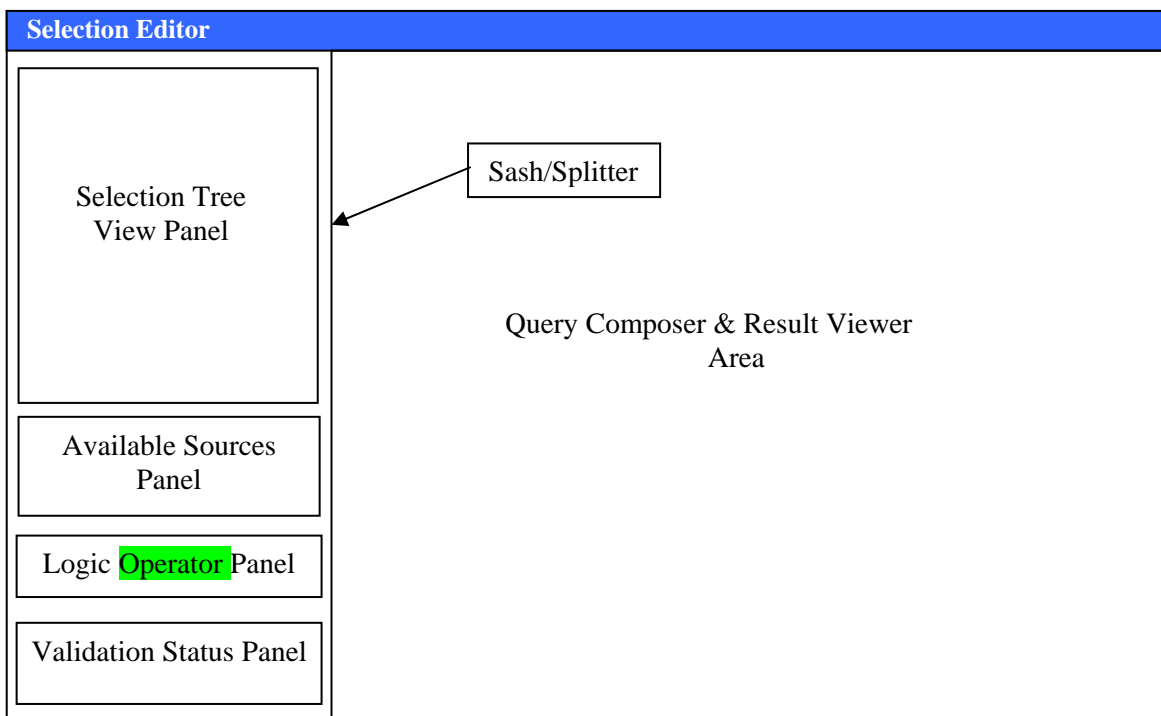 Selection Editor
Selection Tree
View Panel
Sash/Splitter
Query Composer & Result Viewer
Area
Available Sources
Panel
Logic Operator Panel
Validation Status Panel